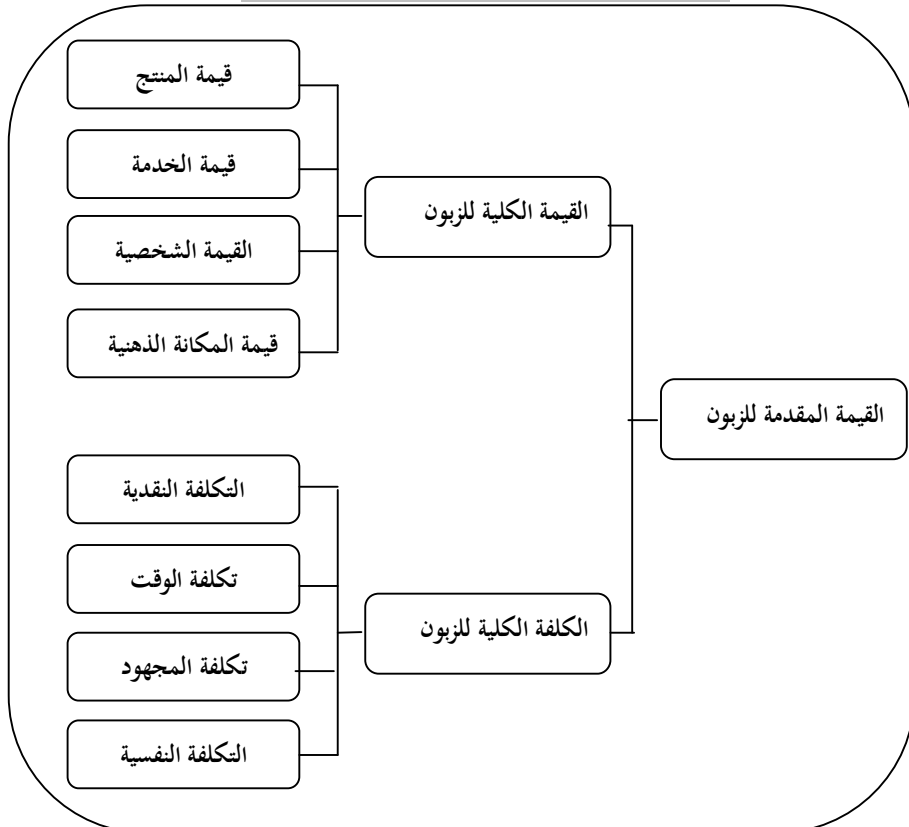 قيمة المنتج
قيمة الخدمة
القيمة الكلية للزبون
القيمة الشخصية
قيمة المكانة الذهنية
القيمة المقدمة للزبون
التكلفة النقدية
تكلفة الوقت
الكلفة الكلية للزبون
تكلفة المجهود
التكلفة النفسية